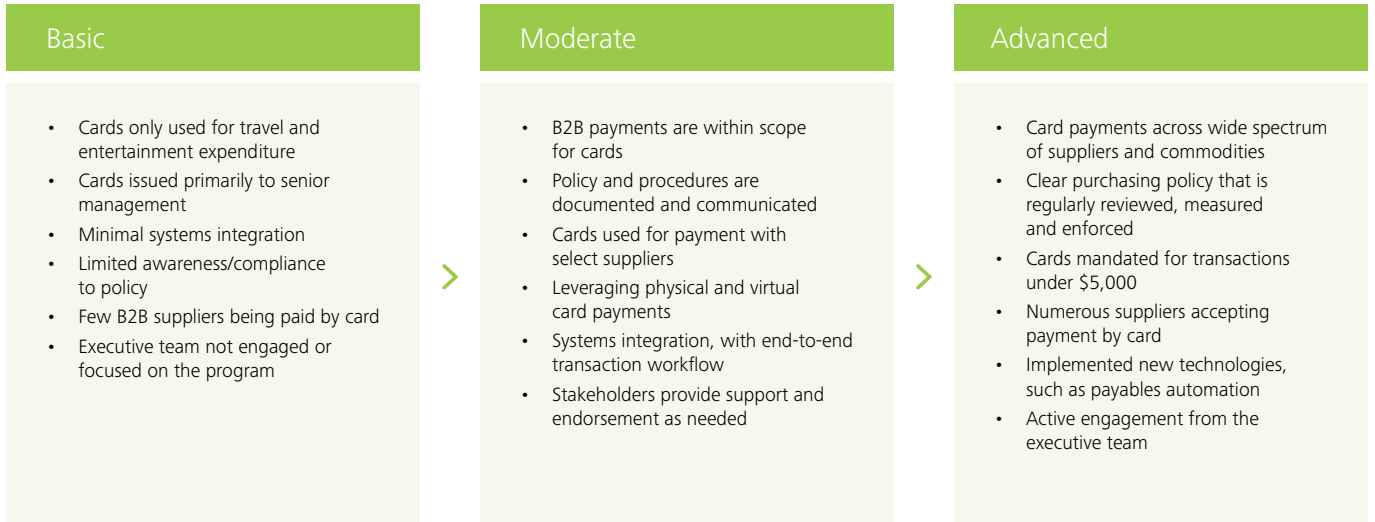 Basic
• Cards only used for travel and
entertainment expenditure
• Cards issued primarily to senior
management
• Minimal systems integration
• Limited awareness/compliance
to policy
• Few B2B suppliers being paid by card
• Executive team not engaged or
focused on the program
Moderate
• B2B payments are within scope
for cards
• Policy and procedures are
documented and communicated
• Cards used for payment with
select suppliers
• Leveraging physical and virtual
card payments
• Systems integration, with end-to-end
transaction workflow
• Stakeholders provide support and
endorsement as needed
Advanced
• Card payments across wide spectrum
of suppliers and commodities
• Clear purchasing policy that is
regularly reviewed, measured
and enforced
• Cards mandated for transactions
under $5,000
• Numerous suppliers accepting
payment by card
• Implemented new technologies,
such as payables automation
• Active engagement from the
executive team